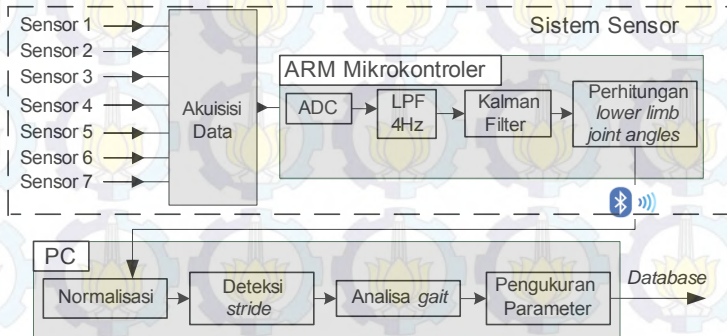 Sistem Sensor
Sensor 1
Sensor 2
Sensor 3
Sensor 4
Sensor 5
Sensor 6
Sensor 7
Akuisisi
Data
ARM Mikrokontroler
ADC
LPF
4Hz
Kalman
Filter
Perhitungan
lower limb
joint angles
PC
Normalisasi
Deteksi
stride
Analisa gait
Pengukuran
Parameter
Database